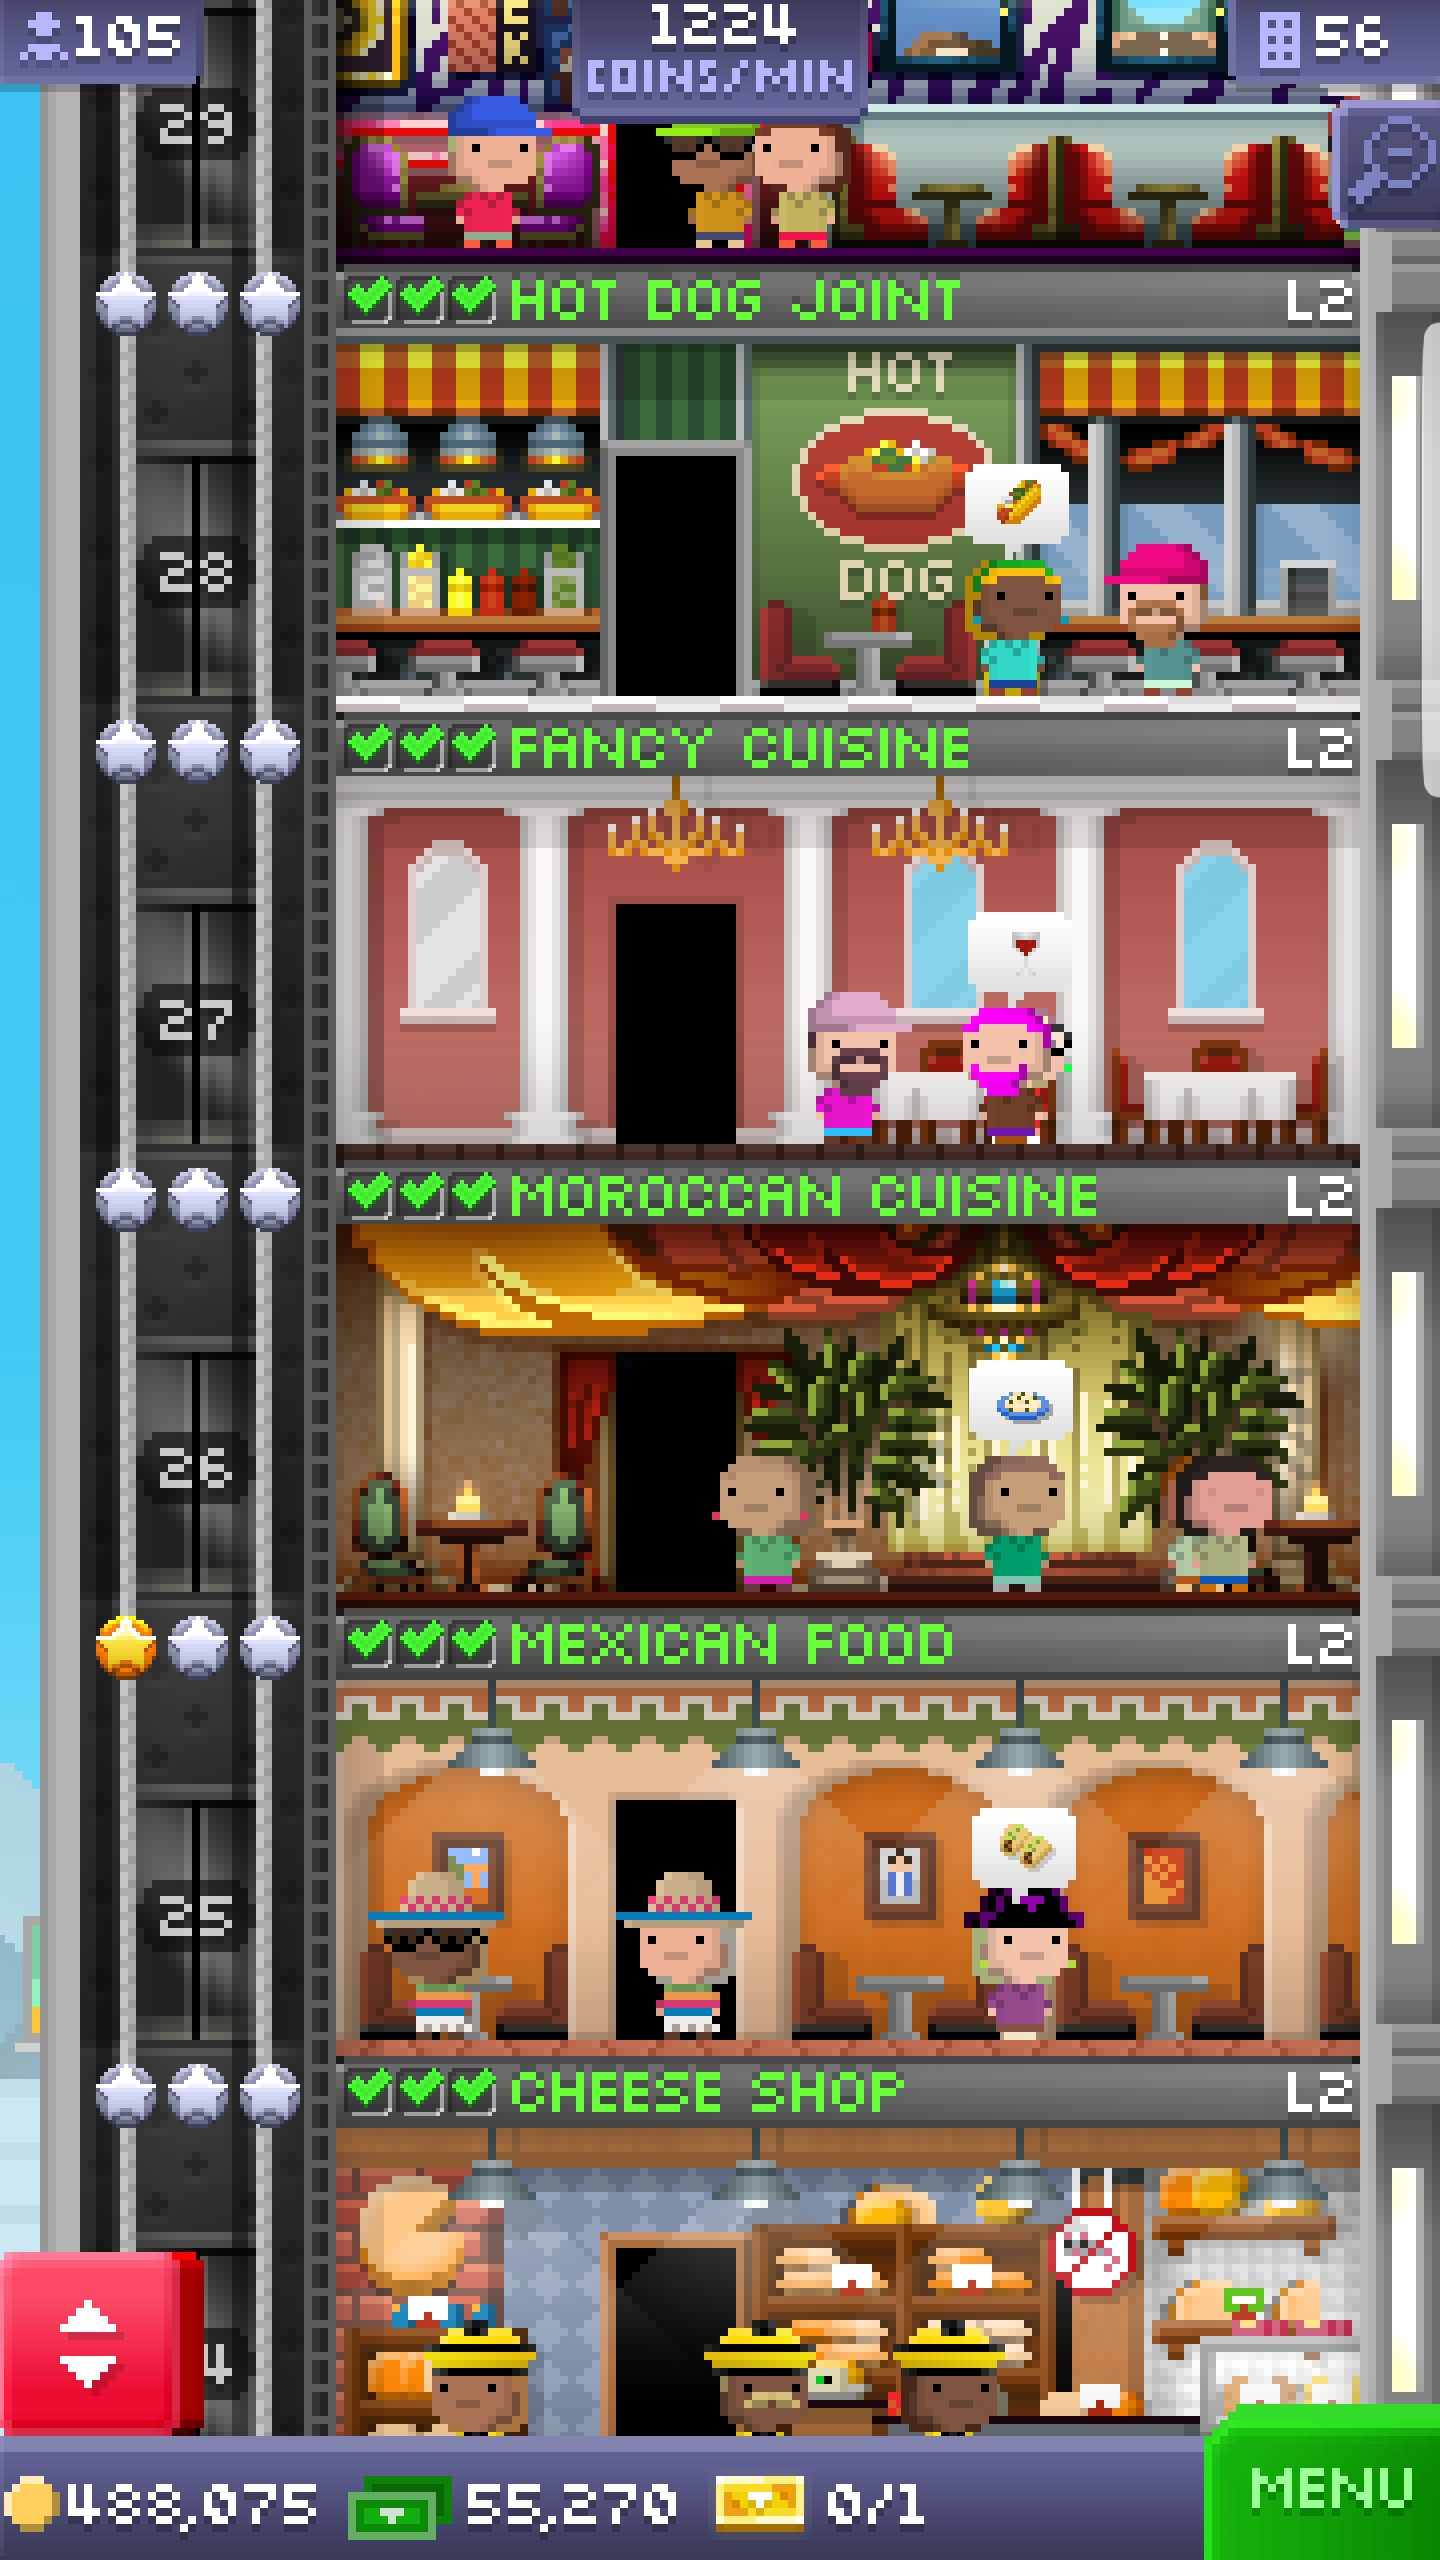 105
1224
COINS/MIN
56
29
HOT DOG JOINT L2
HOT
DOG
28
FANCY CUISINE L2
27
MOROCCAN CUISINE L2
26
MEXICAN FOOD L2
25
CHEESE SHOP L2
4
488,075 55,270 0/1
MENU